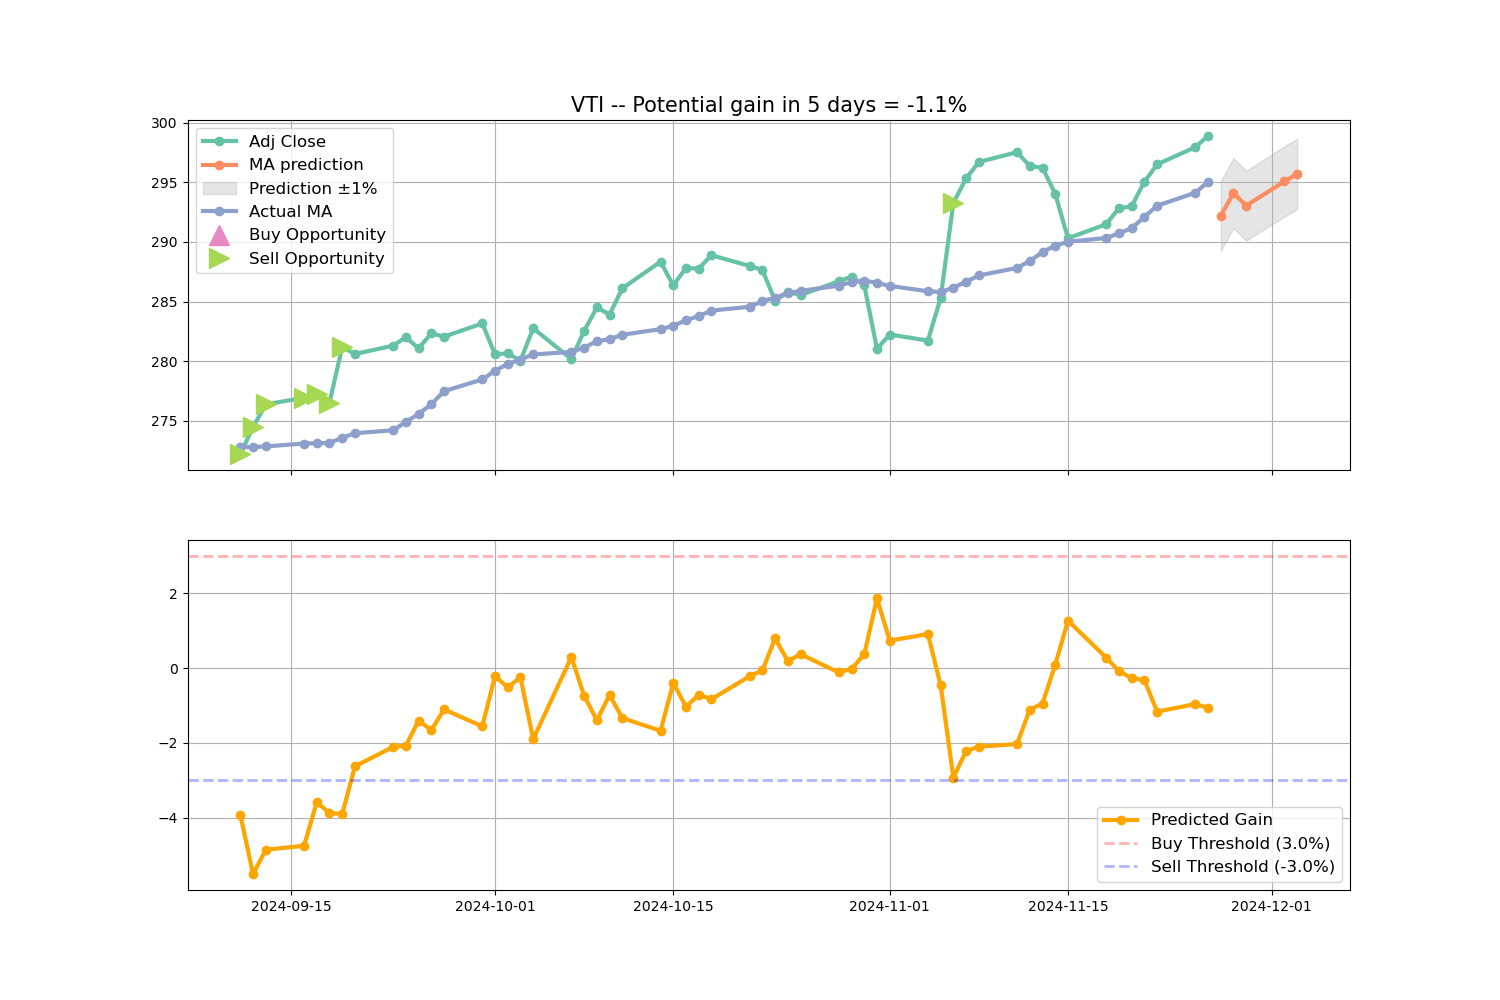 VTI -- Potential gain in 5 days = -1.1%
300
295
290
285
280
275
Adj Close
MA prediction
Prediction ±1%
Actual MA
Buy Opportunity
Sell Opportunity
2
0
−2
−4
Predicted Gain
Buy Threshold (3.0%)
Sell Threshold (-3.0%)
2024-09-15
2024-10-01
2024-10-15
2024-11-01
2024-11-15
2024-12-01